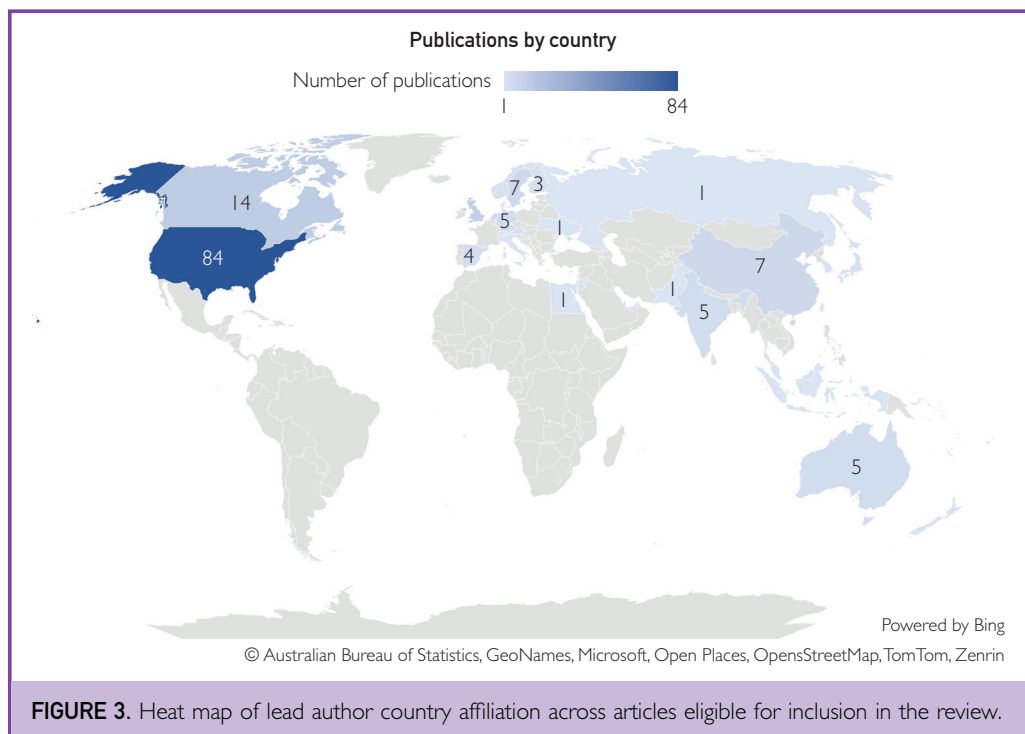 Publications by country
Number of publications
1 84
14
84
7
3
5
4
1
1
1
7
1
5
5
Powered by Bing
© Australian Bureau of Statistics, GeoNames, Microsoft, Open Places, OpensStreetMap, TomTom, Zenrin
FIGURE 3. Heat map of lead author country affiliation across articles eligible for inclusion in the review.